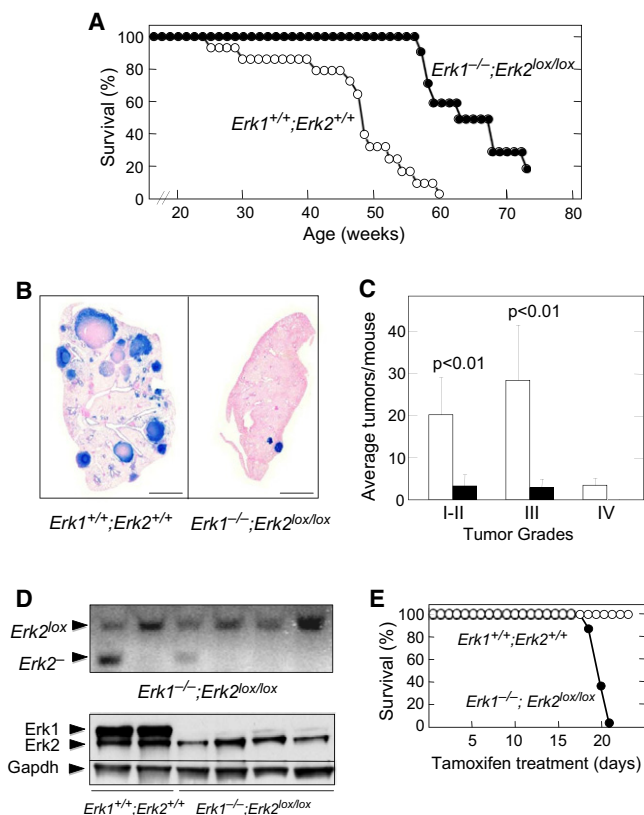 A
Survival (%)
100
80
60
40
20
0
Erk1–/–;Erk2lox/lox
Erk1+/+;Erk2+/+
20 30 40 50 60 70 80
Age (weeks)
B
Erk1+/+;Erk2+/+ Erk1–/–;Erk2lox/lox
C
Average tumors/mouse
40
30
20
10
0
p<0.01
p<0.01
I-II III IV
Tumor Grades
D
Erk2lox
Erk2–
Erk1–/–;Erk2lox/lox
Erk1
Erk2
Gapdh
Erk1+/+;Erk2+/+ Erk1–/–;Erk2lox/lox
E
Survival (%)
100
80
60
40
20
0
Erk1+/+;Erk2+/+
Erk1–/–; Erk2lox/lox
5 10 15 20
Tamoxifen treatment (days)